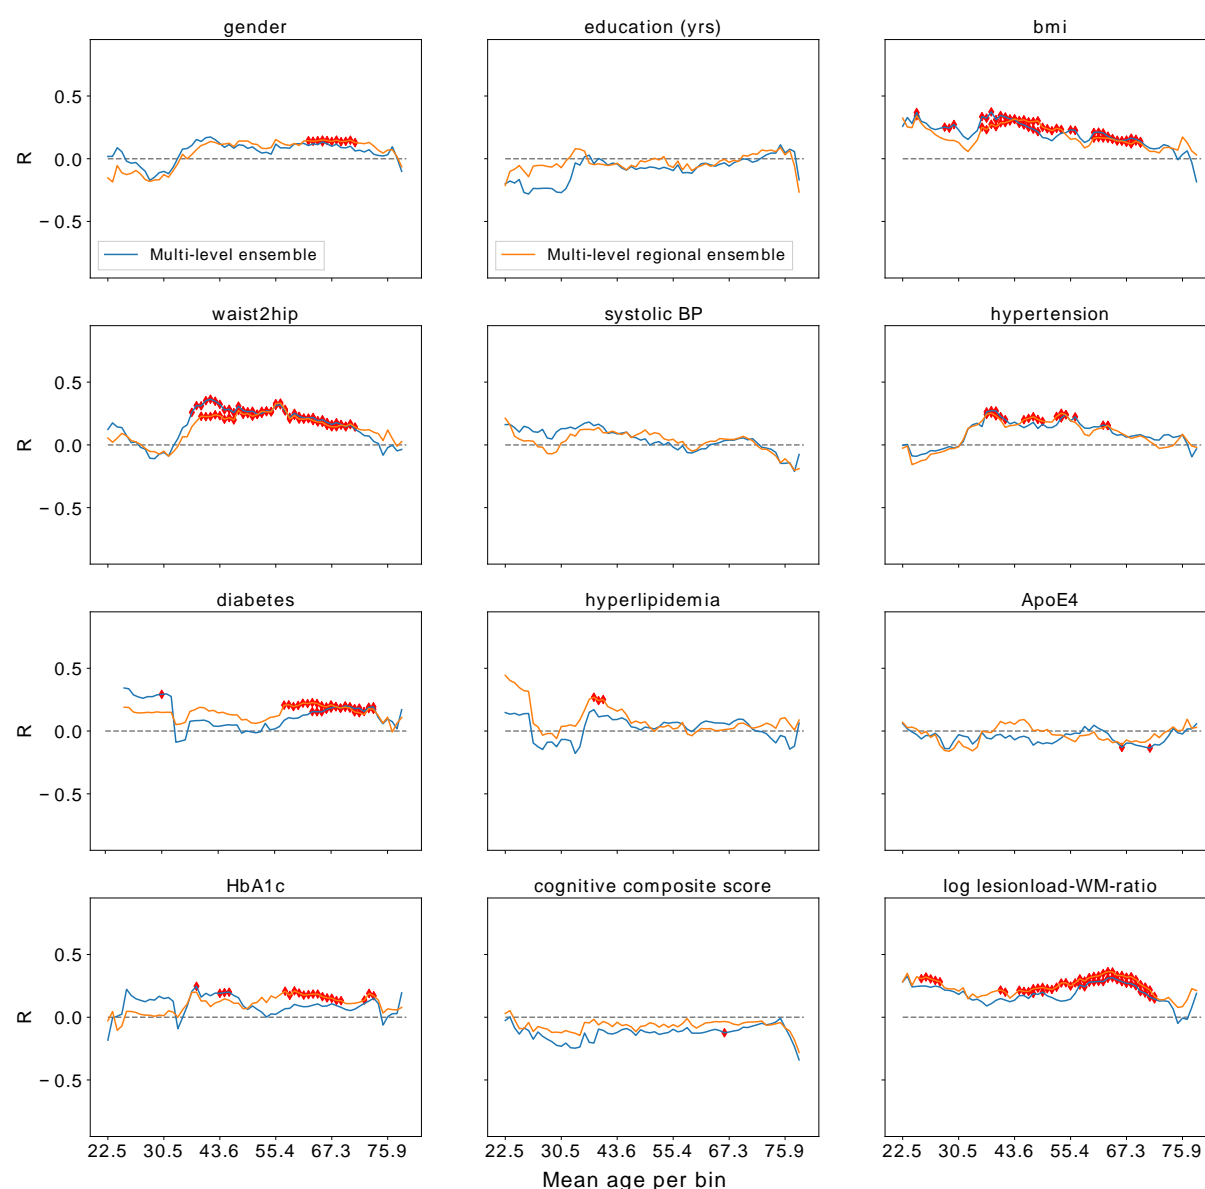 gender
education (yrs)
bmi
0.5
0.0
−0.5
R
Multi-level ensemble
Multi-level regional ensemble
waist2hip
systolic BP
hypertension
0.5
0.0
−0.5
R
diabetes
hyperlipidemia
ApoE4
0.5
0.0
−0.5
R
HbA1c
cognitive composite score
log lesionload-WM-ratio
0.5
0.0
−0.5
R
22.5 30.5 43.6 55.4 67.3 75.9
22.5 30.5 43.6 55.4 67.3 75.9
22.5 30.5 43.6 55.4 67.3 75.9
Mean age per bin